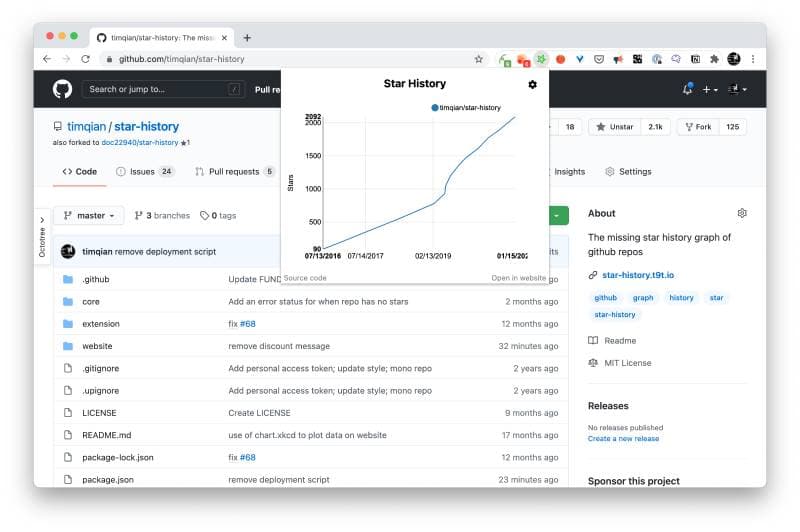 timqian/star-history: The missi
github.com/timqian/star-history
6
6
Search or jump to...
/
Pull re
Star History
timqian/star-history
2092
2000
1500
1000
500
90
Stars
07/13/2016 07/14/2017 02/13/2019 01/15/202
Source code Open in website
timqian / star-history
also forked to doc22940/star-history ★1
18 Unstar 2.1k Fork 125
Code Issues 24 Pull requests 5 Insights Settings
Octotree
master 3 branches 0 tags
timqian remove deployment script
.github Update FUND ago
core Add an error status for when repo has no stars 2 months ago
extension fix #68 12 months ago
website remove discount message 32 minutes ago
.gitignore Add personal access token; update style; mono repo 2 years ago
.upignore Add personal access token; update style; mono repo 2 years ago
LICENSE Create LICENSE 9 months ago
README.md use of chart.xkcd to plot data on website 17 months ago
package-lock.json fix #68 12 months ago
package.json remove deployment script 23 minutes ago
About
The missing star history graph of
github repos
star-history.t9t.io
github graph history star
star-history
Readme
MIT License
Releases
No releases published
Create a new release
Sponsor this project